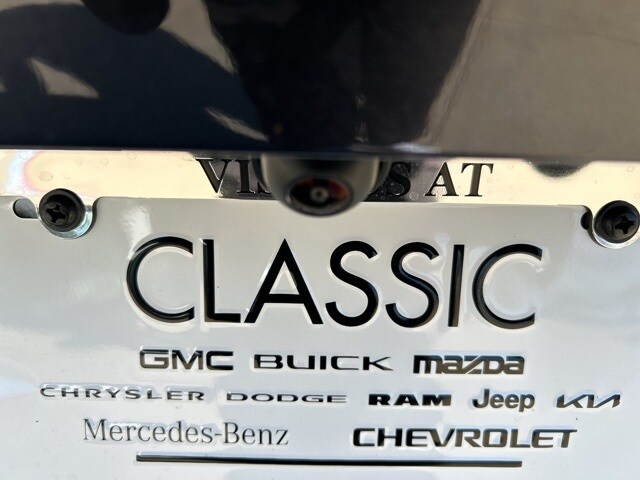 AT
CLASSIC
GMC BUICK mazda
CHRYSLER DODGE RAM Jeep KIA
Mercedes-Benz CHEVROLET